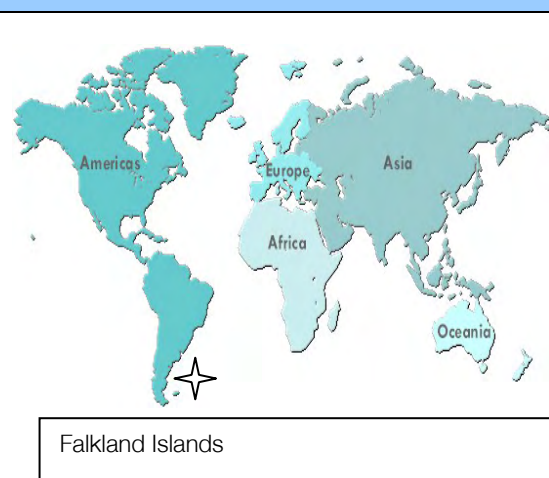 Americas
Europe
Asia
Africa
Oceania
Falkland Islands